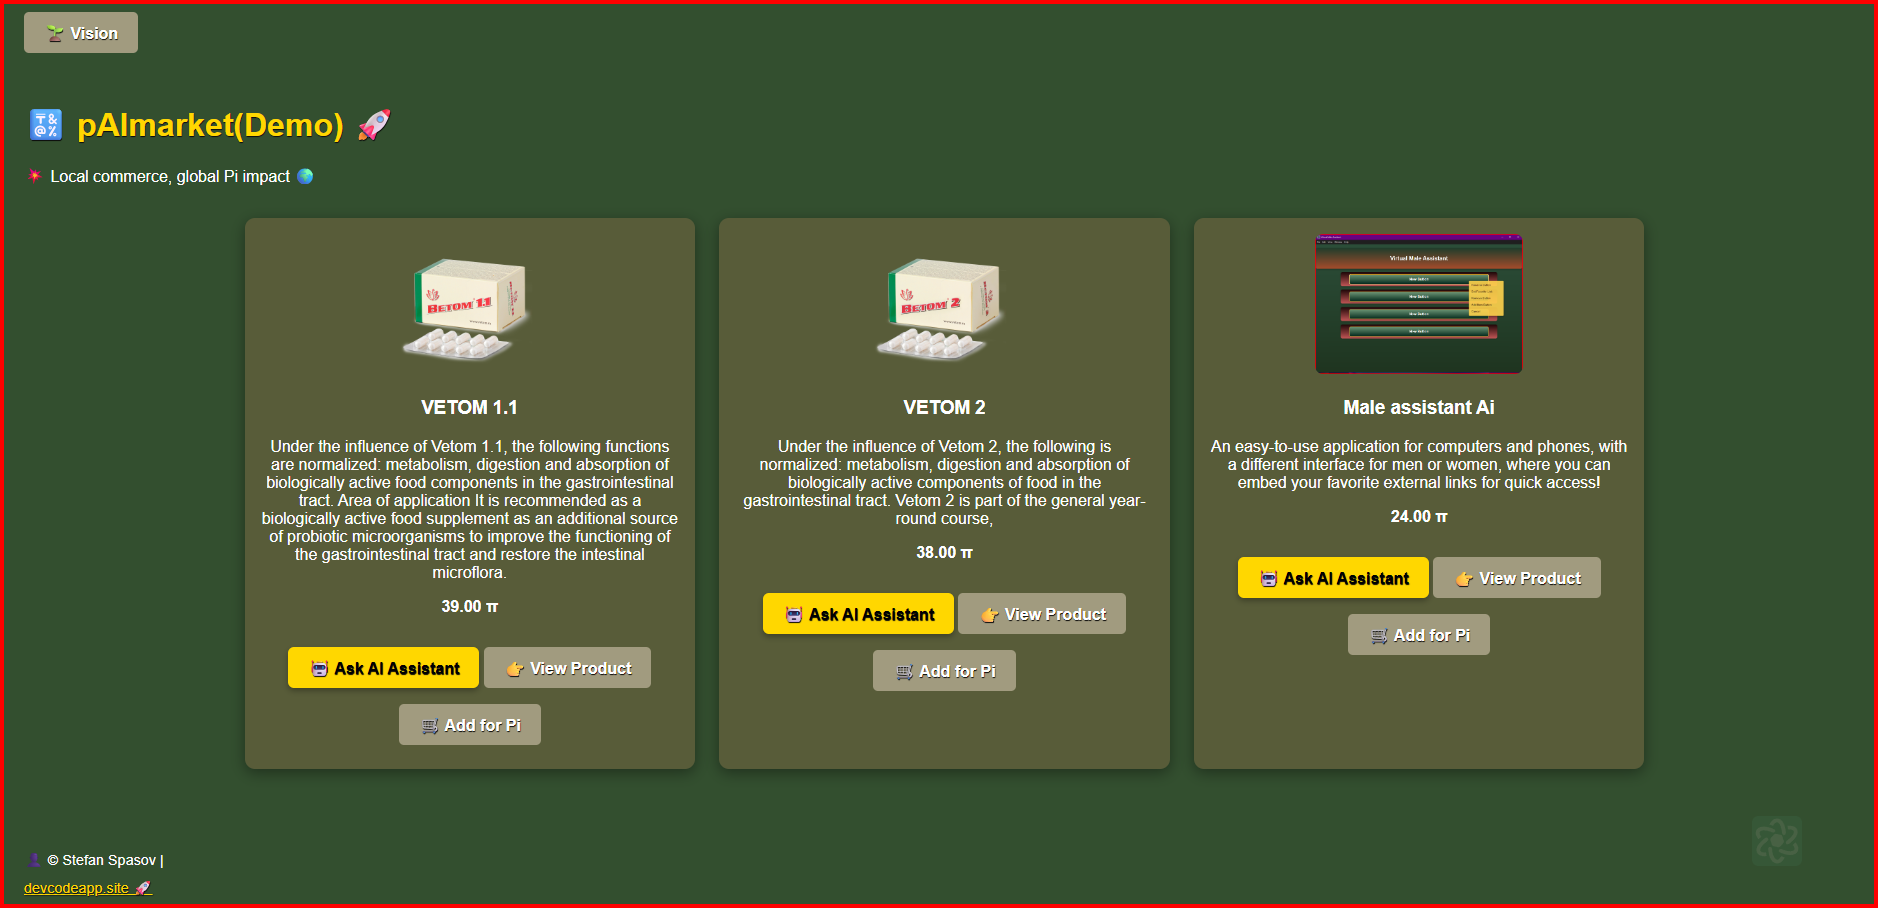 Vision
pAImarket(Demo)
Local commerce, global Pi impact
Ветом 1.1
VETOM 1.1
Under the influence of Vetom 1.1, the following functions
are normalized: metabolism, digestion and absorption of
biologically active food components in the gastrointestinal
tract. Area of application It is recommended as a
biologically active food supplement as an additional source
of probiotic microorganisms to improve the functioning of
the gastrointestinal tract and restore the intestinal
microflora.
39.00 π
Ask AI Assistant
View Product
Add for Pi
Ветом 2
VETOM 2
Under the influence of Vetom 2, the following is
normalized: metabolism, digestion and absorption of
biologically active components of food in the
gastrointestinal tract. Vetom 2 is part of the general year-
round course,
38.00 π
Ask AI Assistant
View Product
Add for Pi
Virtual Male Assistant
New Button
New Button
New Button
New Button
Male assistant Ai
An easy-to-use application for computers and phones, with
a different interface for men or women, where you can
embed your favorite external links for quick access!
24.00 π
Ask AI Assistant
View Product
Add for Pi
© Stefan Spasov |
devcodeapp.site